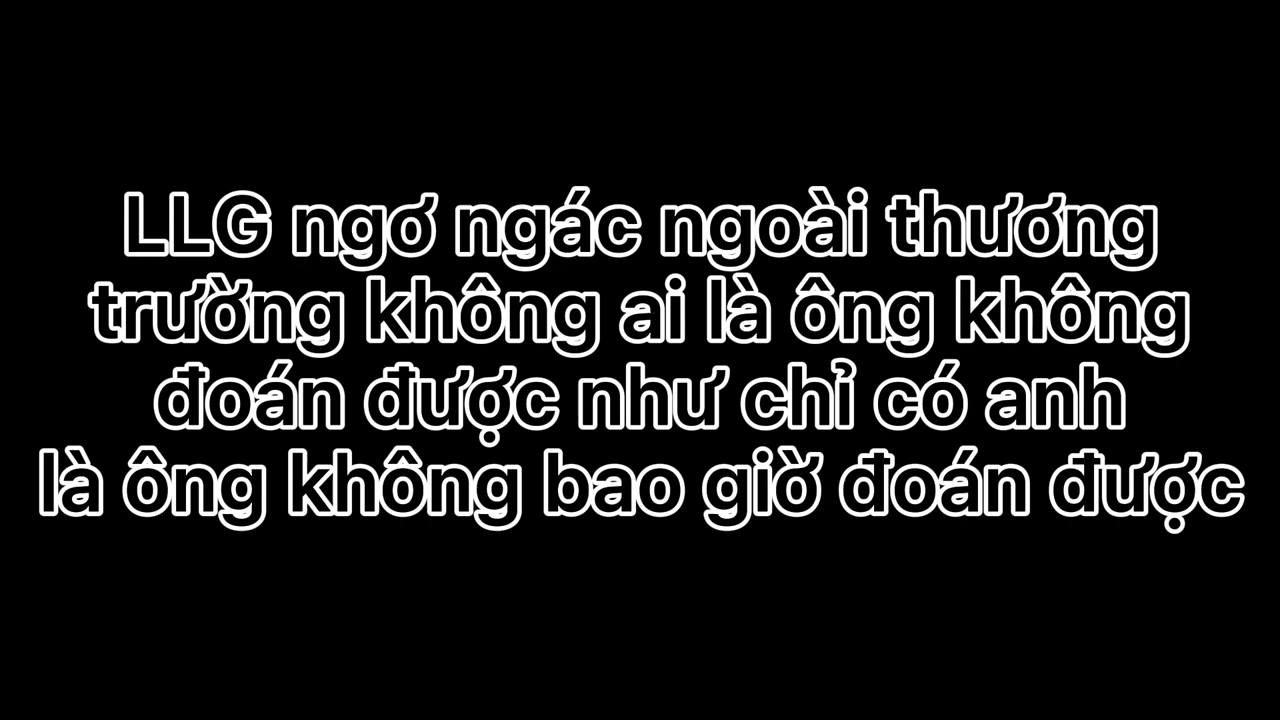 LLG ngơ ngác ngoài thương
trường không ai là ông không
đoán được như chỉ có anh
là ông không bao giờ đoán được